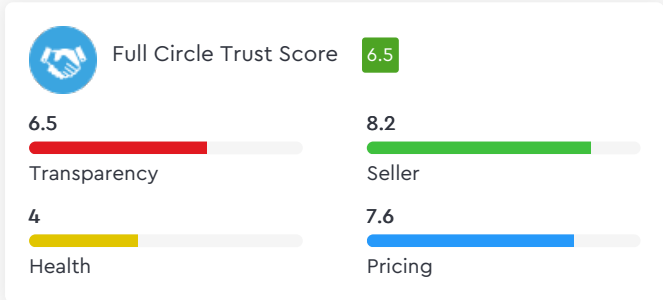 Full Circle Trust Score 6.5
6.5
Transparency
8.2
Seller
4
Health
7.6
Pricing